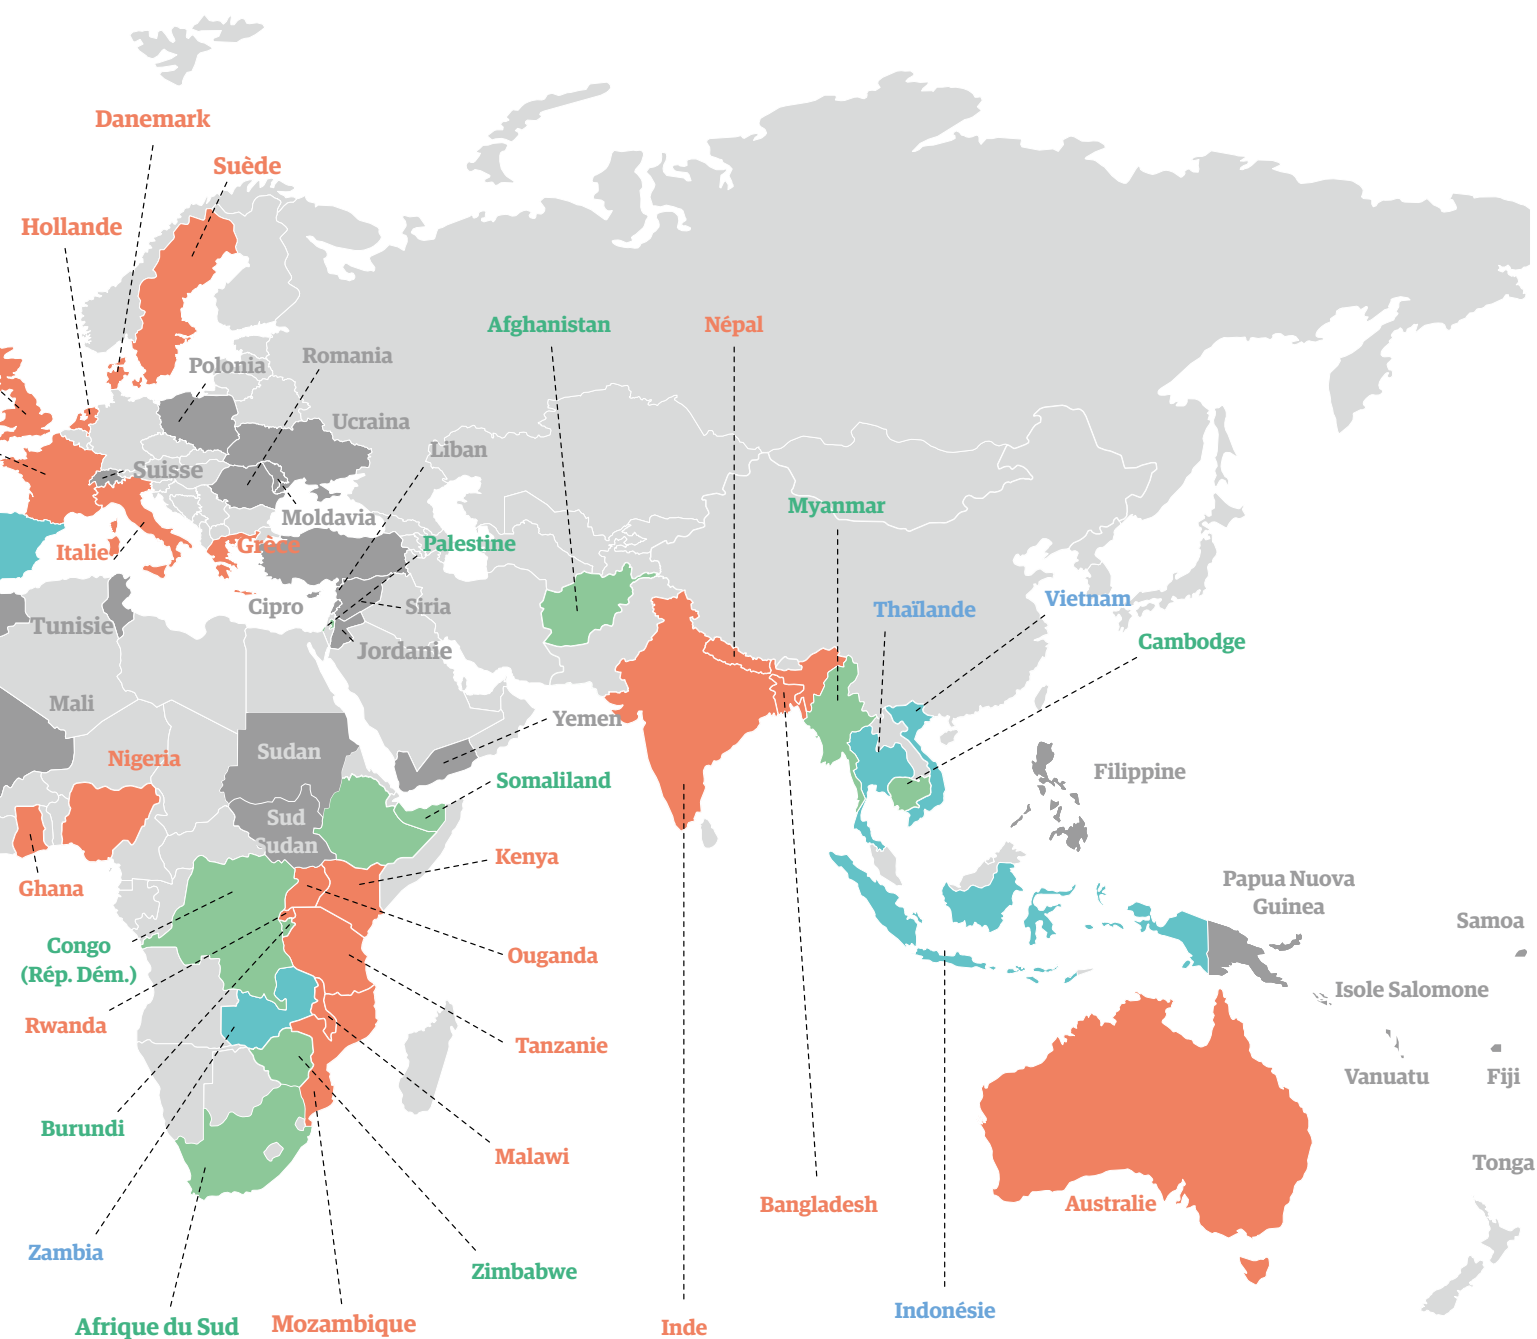 Danemark
Suède
Hollande
Afghanistan
Népal
Polonia
Romania
Ucraina
Liban
Suisse
Myanmar
Moldavia
Italie
Grèce
Palestine
Cipro
Siria
Thaïlande
Vietnam
Tunisie
Jordanie
Cambodge
Mali
Yemen
Sudan
Nigeria
Somaliland
Filippine
Sud
Sudan
Kenya
Ghana
Papua Nuova
Guinea
Samoa
Congo
(Rép. Dém.)
Ouganda
Isole Salomone
Rwanda
Tanzanie
Vanuatu
Fiji
Burundi
Malawi
Tonga
Bangladesh
Australie
Zambia
Zimbabwe
Indonésie
Afrique du Sud
Mozambique
Inde